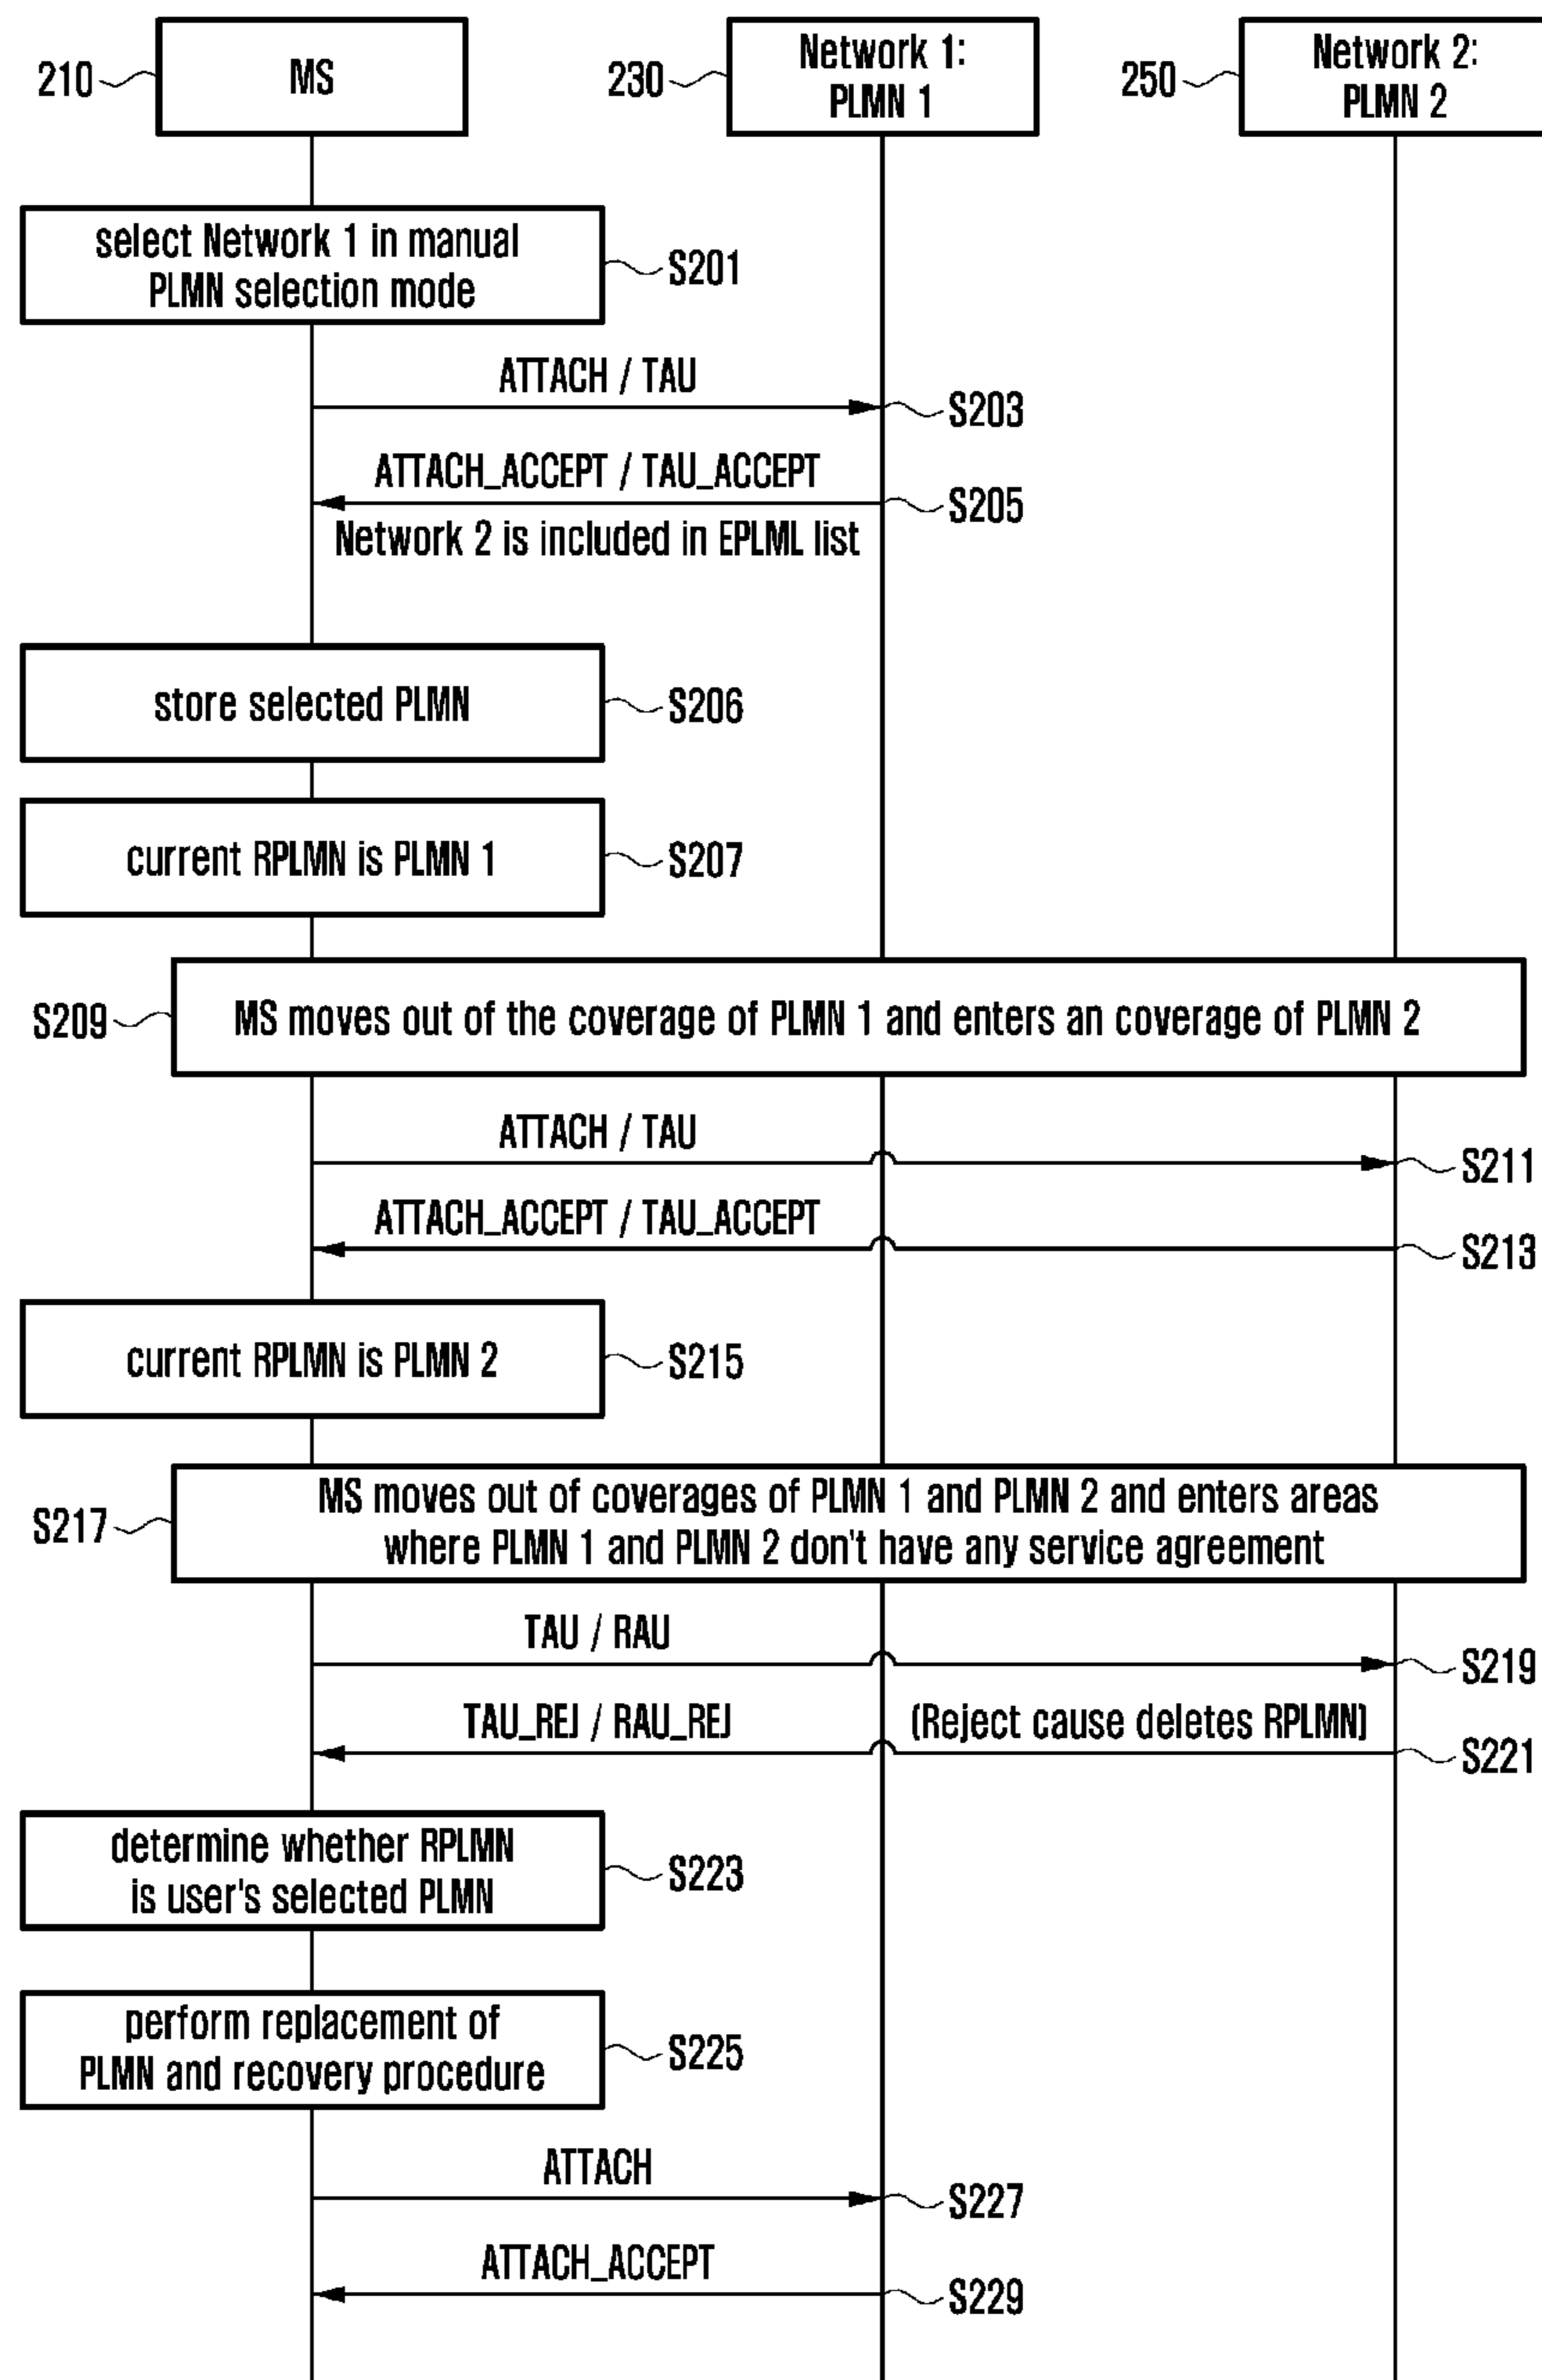 210
MS
230
Network 1:
PLMN 1
250
Network 2:
PLMN 2
select Network 1 in manual
PLMN selection mode
S201
ATTACH / TAU
S203
ATTACH_ACCEPT / TAU_ACCEPT
S205
Network 2 is included in EPLML list
store selected PLMN
S206
current RPLMN is PLMN 1
S207
S209
MS moves out of the coverage of PLMN 1 and enters an coverage of PLMN 2
ATTACH / TAU
S211
ATTACH_ACCEPT / TAU_ACCEPT
S213
current RPLMN is PLMN 2
S215
S217
MS moves out of coverages of PLMN 1 and PLMN 2 and enters areas
where PLMN 1 and PLMN 2 don't have any service agreement
TAU / RAU
S219
TAU_REJ / RAU_REJ (Reject cause deletes RPLMN)
S221
determine whether RPLMN
is user's selected PLMN
S223
perform replacement of
PLMN and recovery procedure
S225
ATTACH
S227
ATTACH_ACCEPT
S229